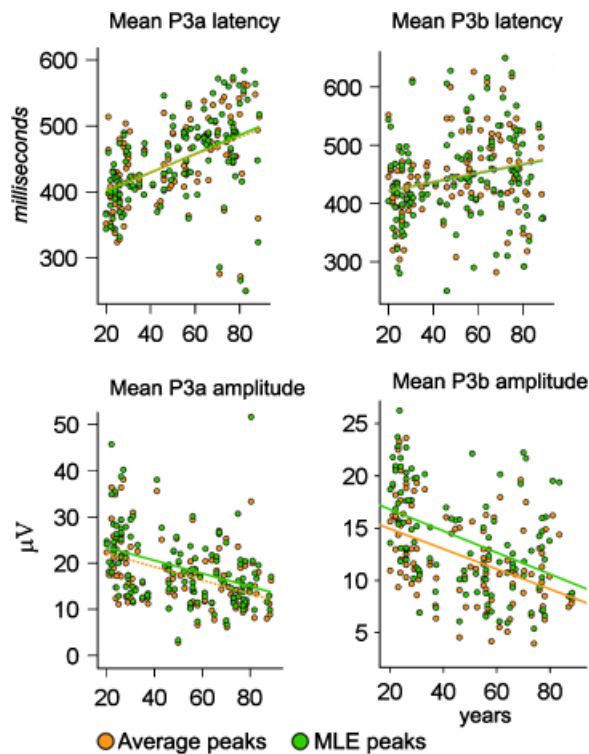 Mean P3a latency
Mean P3b latency
milliseconds
600
500
400
300
20 40 60 80
600
500
400
300
20 40 60 80
Mean P3a amplitude
Mean P3b amplitude
μV
50
40
30
20
10
0
20 40 60 80
25
20
15
10
5
20 40 60 80
years
Average peaks MLE peaks